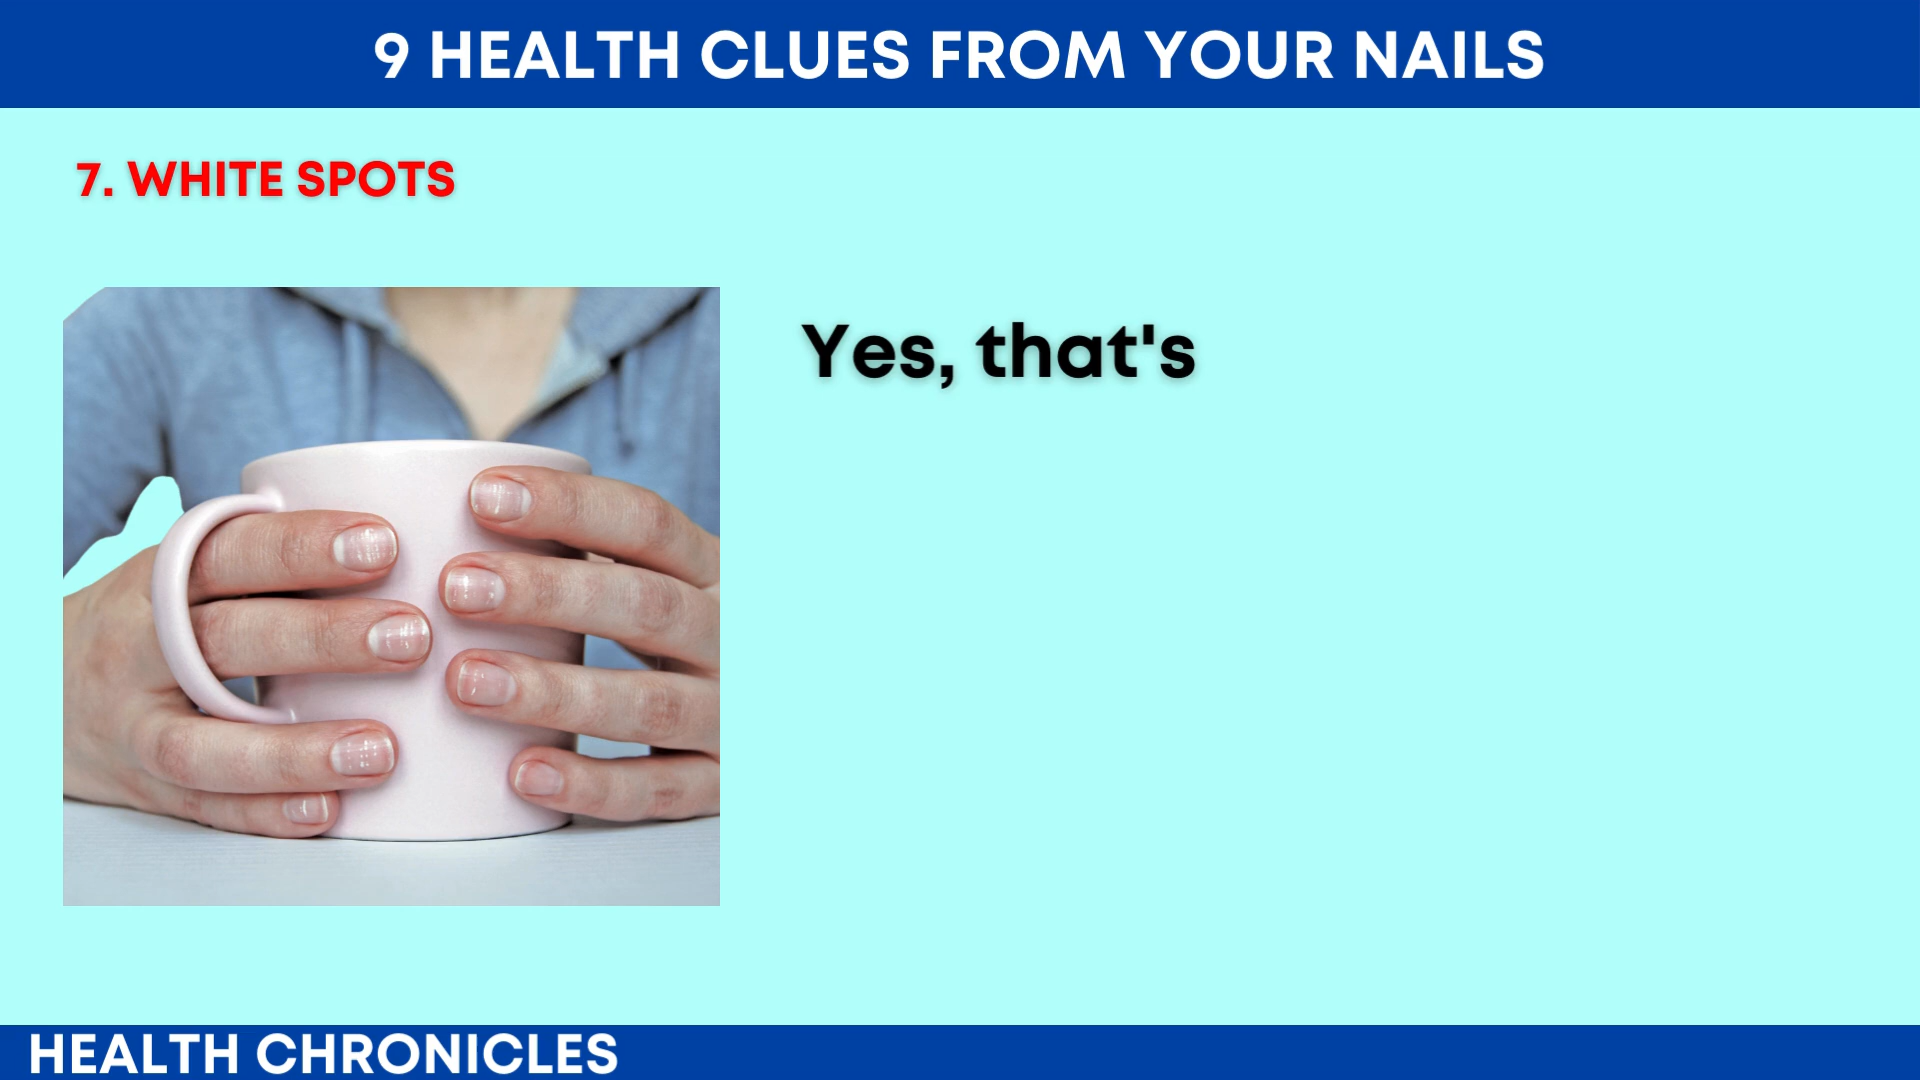 9 HEALTH CLUES FROM YOUR NAILS
7. WHITE SPOTS
Yes, that's
HEALTH CHRONICLES